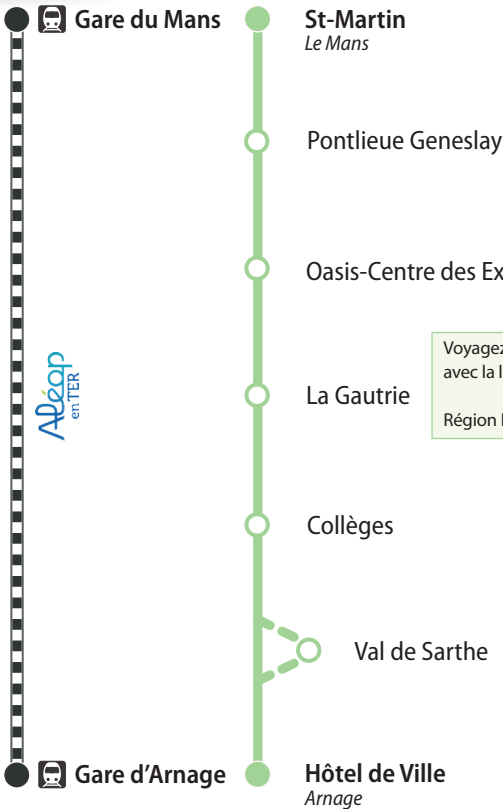 Gare du Mans
St-Martin
Le Mans
Pontlieue Geneslay
Oasis-Centre des
Voyagez
avec la
Région
La Gautrie
Aléop
en TER
Collèges
Val de Sarthe
Gare d'Arnage
Hôtel de Ville
Arnage